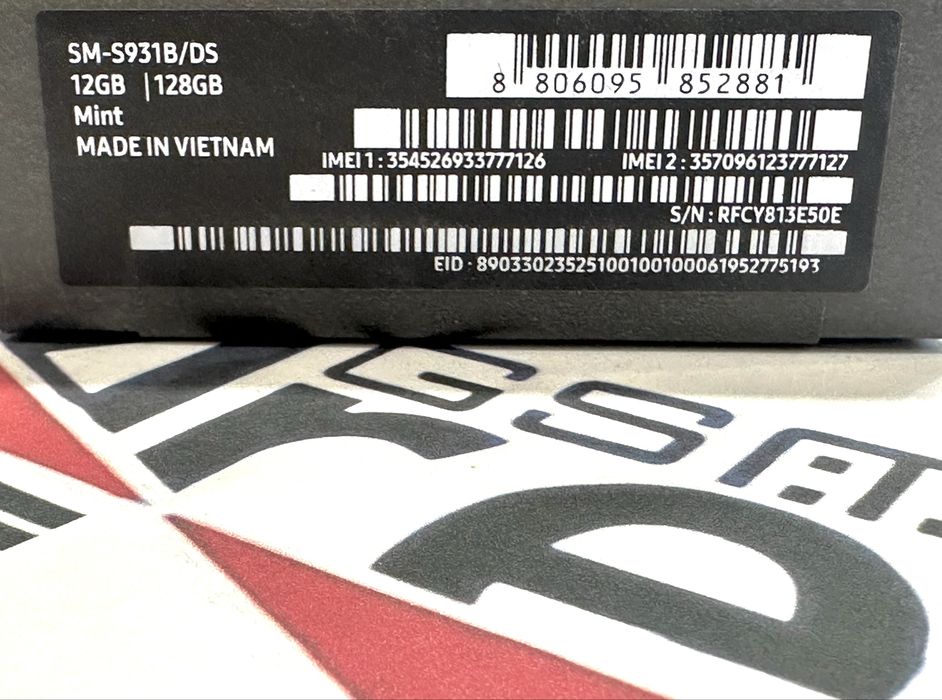 SM-S931B/DS
12GB | 128GB
Mint
MADE IN VIETNAM
8 806095 852881
IMEI 1 : 354526933777126
IMEI 2 : 357096123777127
S/N : RFCY813E50E
EID : 89033023525100100100061952775193